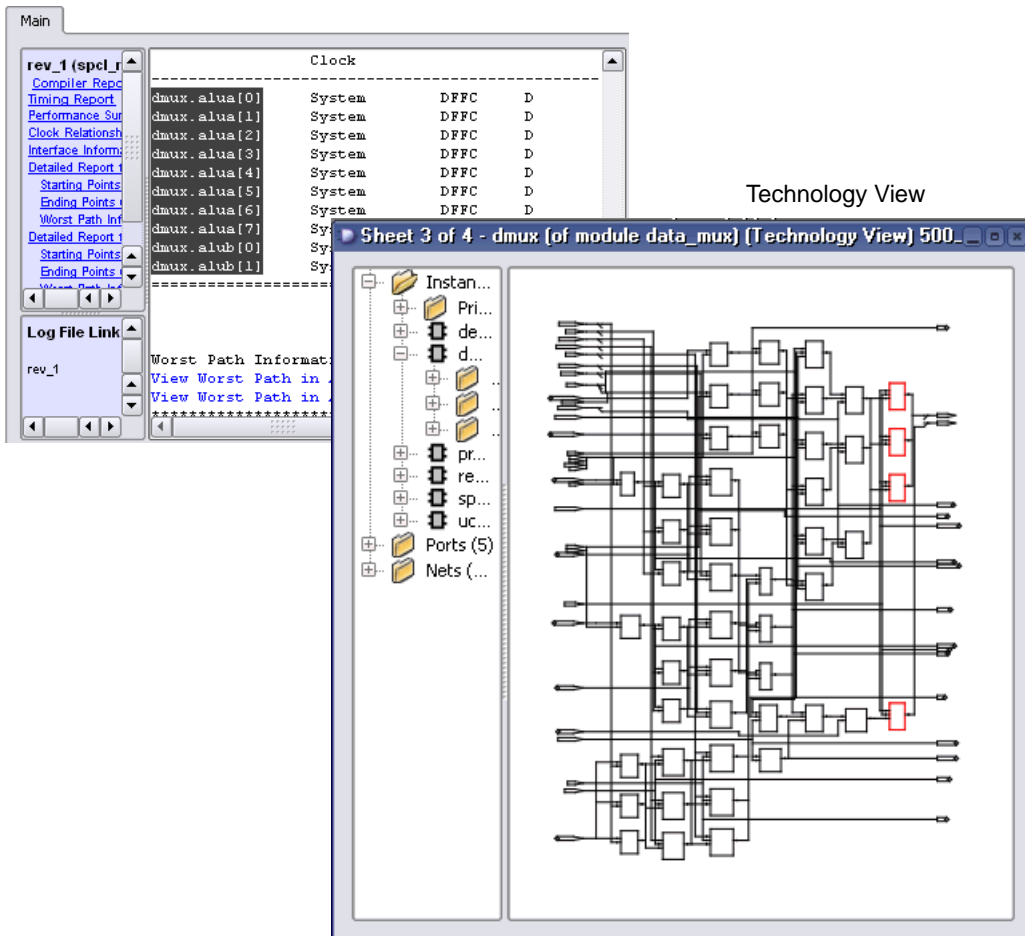 Main
rev_1 (spcl_r
Compiler Repo
Timing Report
Performance Sur
Clock Relationsh
Interface Informa
Detailed Report f
Starting Points
Ending Points
Worst Path Inf
Detailed Report f
Starting Points
Ending Points
Log File Link
rev_1
Clock
dmux.alua[0] System DFFC D
dmux.alua[1] System DFFC D
dmux.alua[2] System DFFC D
dmux.alua[3] System DFFC D
dmux.alua[4] System DFFC D
dmux.alua[5] System DFFC D
dmux.alua[6] System DFFC D
dmux.alua[7] Sy
dmux.alub[0] Sy
dmux.alub[1] Sy
Worst Path Informat
View Worst Path in
View Worst Path in
Technology View
Sheet 3 of 4 - dmux (of module data_mux) (Technology View) 500_
Instan...
Pri...
de...
d...
...
...
...
pr...
re...
sp...
uc...
Ports (5)
Nets (...